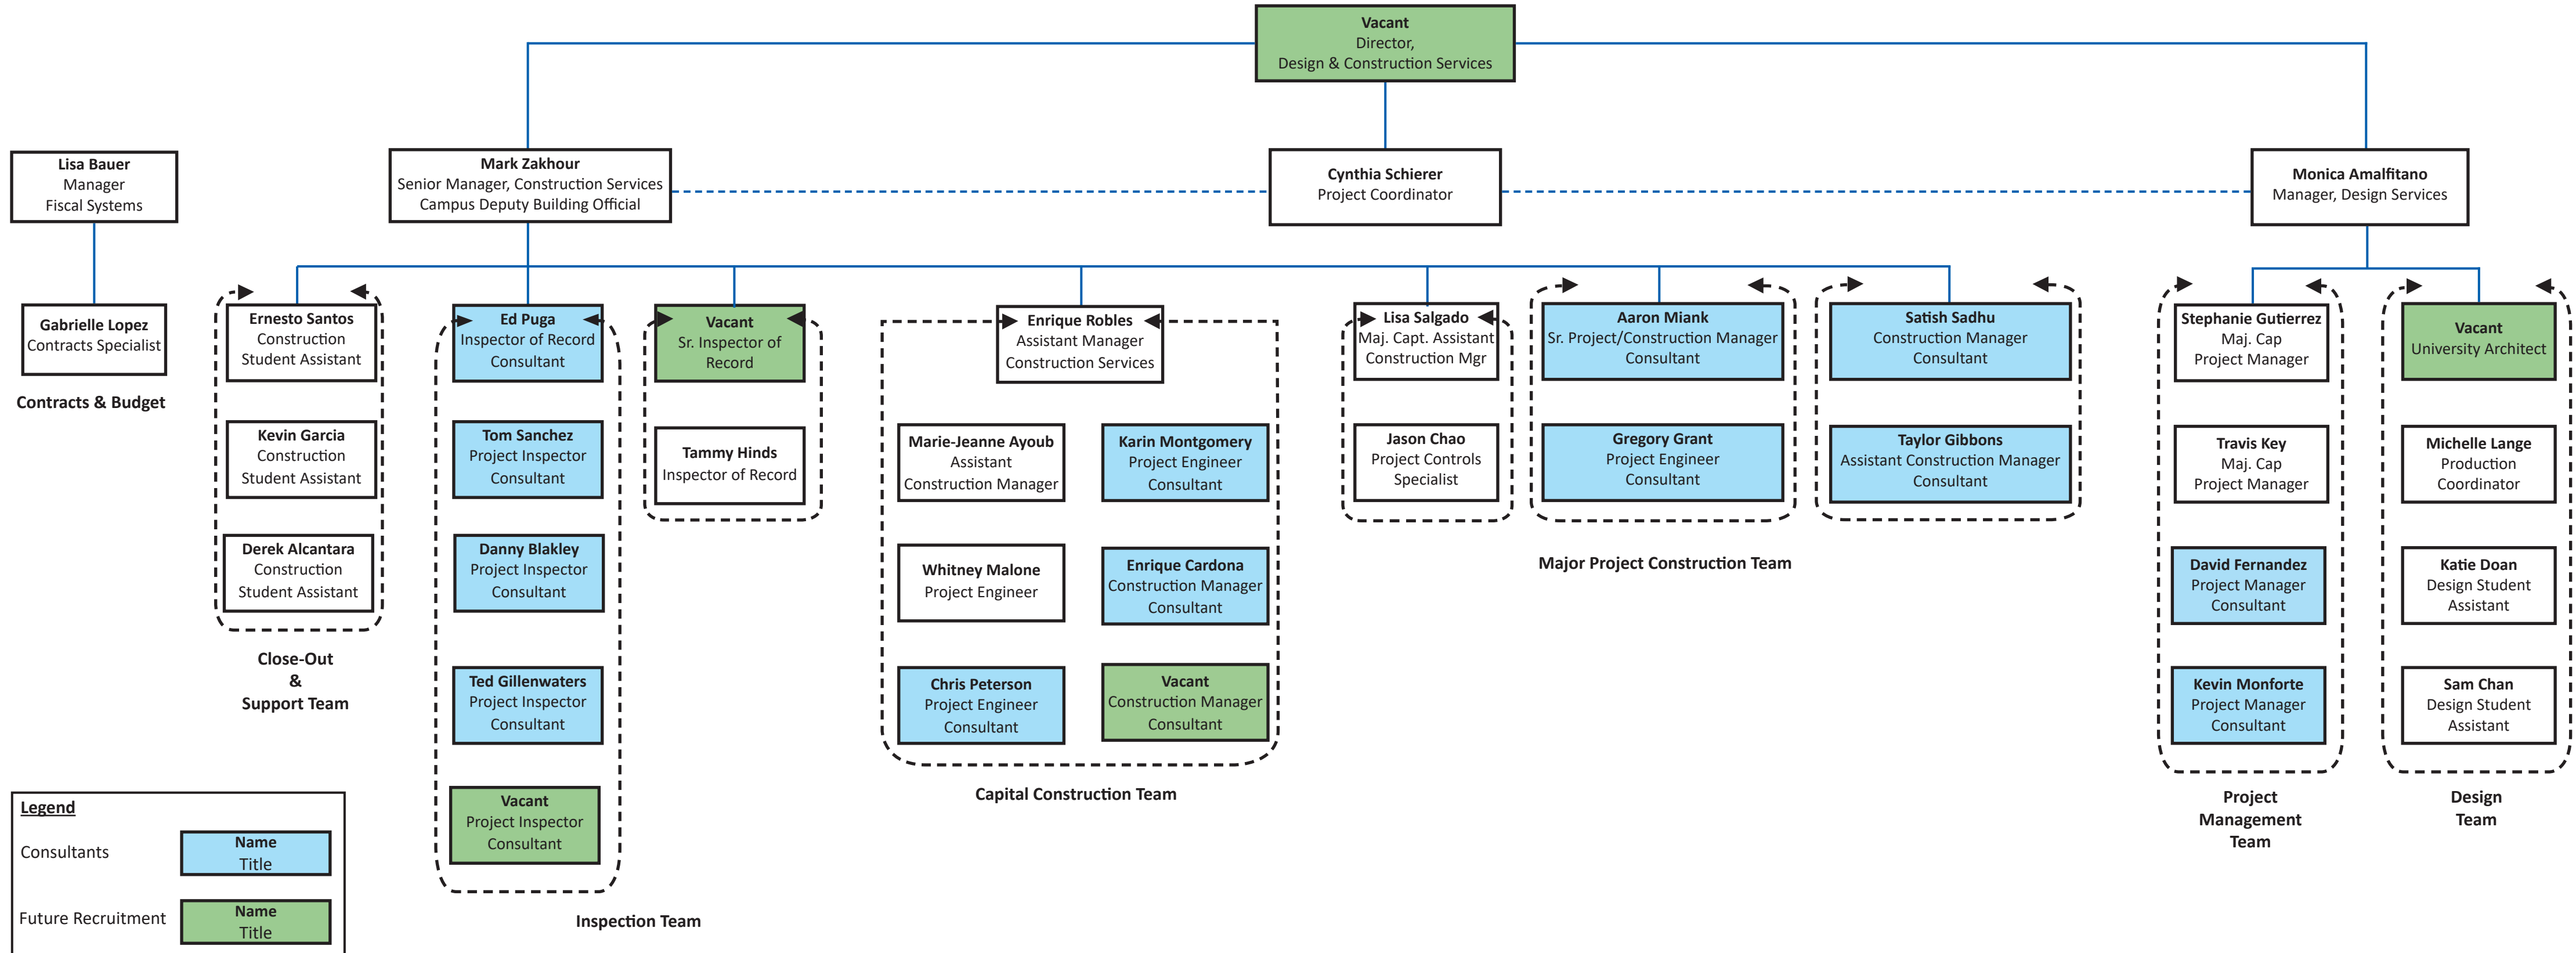 Vacant
Director,
Design & Construction Services
Lisa Bauer
Manager
Fiscal Systems
Mark Zakhour
Senior Manager, Construction Services
Campus Deputy Building Official
Cynthia Schierer
Project Coordinator
Monica Amalfitano
Manager, Design Services
Gabrielle Lopez
Contracts Specialist
Contracts & Budget
Ernesto Santos
Construction
Student Assistant
Kevin Garcia
Construction
Student Assistant
Derek Alcantara
Construction
Student Assistant
Close-Out
&
Support Team
Ed Puga
Inspector of Record
Consultant
Tom Sanchez
Project Inspector
Consultant
Danny Blakley
Project Inspector
Consultant
Ted Gillenwaters
Project Inspector
Consultant
Vacant
Project Inspector
Consultant
Vacant
Sr. Inspector of
Record
Tammy Hinds
Inspector of Record
Inspection Team
Enrique Robles
Assistant Manager
Construction Services
Marie-Jeanne Ayoub
Assistant
Construction Manager
Karin Montgomery
Project Engineer
Consultant
Whitney Malone
Project Engineer
Enrique Cardona
Construction Manager
Consultant
Chris Peterson
Project Engineer
Consultant
Vacant
Construction Manager
Consultant
Capital Construction Team
Lisa Salgado
Maj. Capt. Assistant
Construction Mgr
Jason Chao
Project Controls
Specialist
Aaron Miank
Sr. Project/Construction Manager
Consultant
Gregory Grant
Project Engineer
Consultant
Satish Sadhu
Construction Manager
Consultant
Taylor Gibbons
Assistant Construction Manager
Consultant
Major Project Construction Team
Stephanie Gutierrez
Maj. Cap
Project Manager
Travis Key
Maj. Cap
Project Manager
David Fernandez
Project Manager
Consultant
Kevin Monforte
Project Manager
Consultant
Project
Management
Team
Vacant
University Architect
Michelle Lange
Production
Coordinator
Katie Doan
Design Student
Assistant
Sam Chan
Design Student
Assistant
Design
Team
Legend
Consultants
Name
Title
Future Recruitment
Name
Title